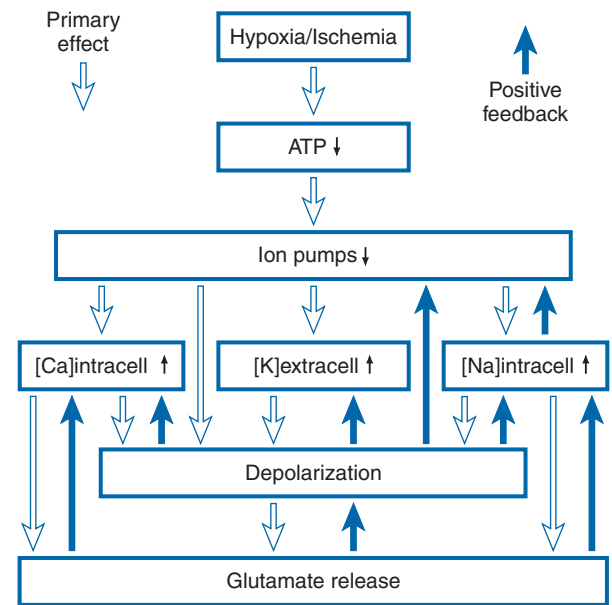 Primary
effect
Hypoxia/Ischemia
Positive
feedback
ATP ↓
Ion pumps ↓
[Ca]intracell ↑
[K]extracell ↑
[Na]intracell ↑
Depolarization
Glutamate release